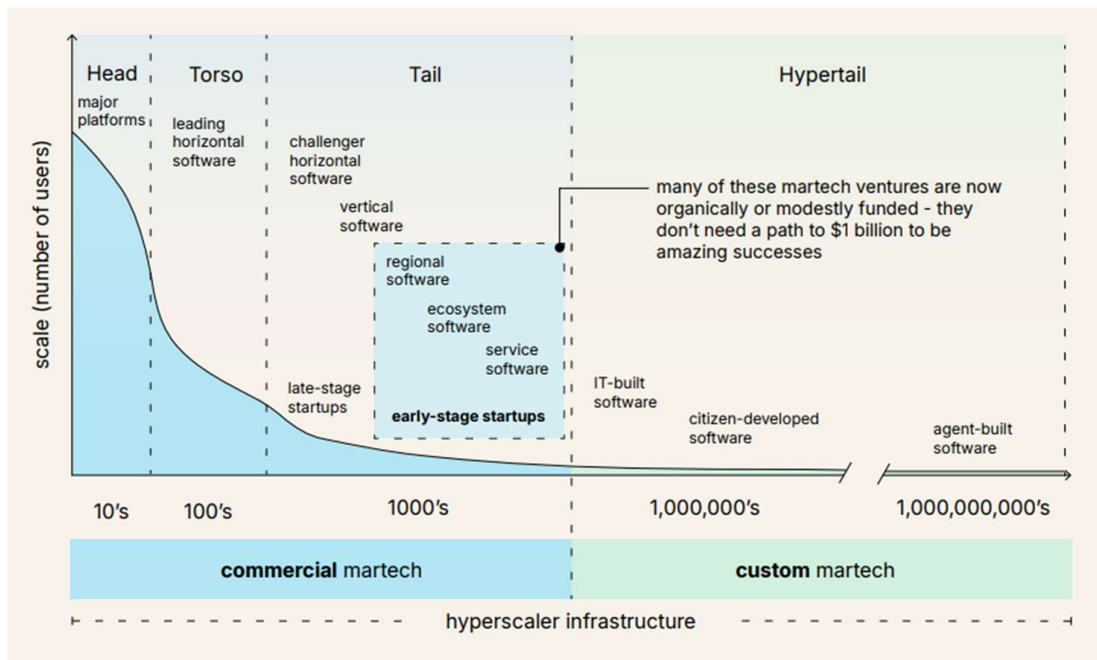 Head
Torso
Tail
Hypertail
major
platforms
leading
horizontal
software
challenger
horizontal
software
vertical
software
many of these martech ventures are now
organically or modestly funded - they
don't need a path to $1 billion to be
amazing successes
regional
software
ecosystem
software
service
software
late-stage
startups
early-stage startups
IT-built
software
citizen-developed
software
agent-built
software
scale (number of users)
10's
100's
1000's
1,000,000's
1,000,000,000's
commercial martech
custom martech
hyperscaler infrastructure